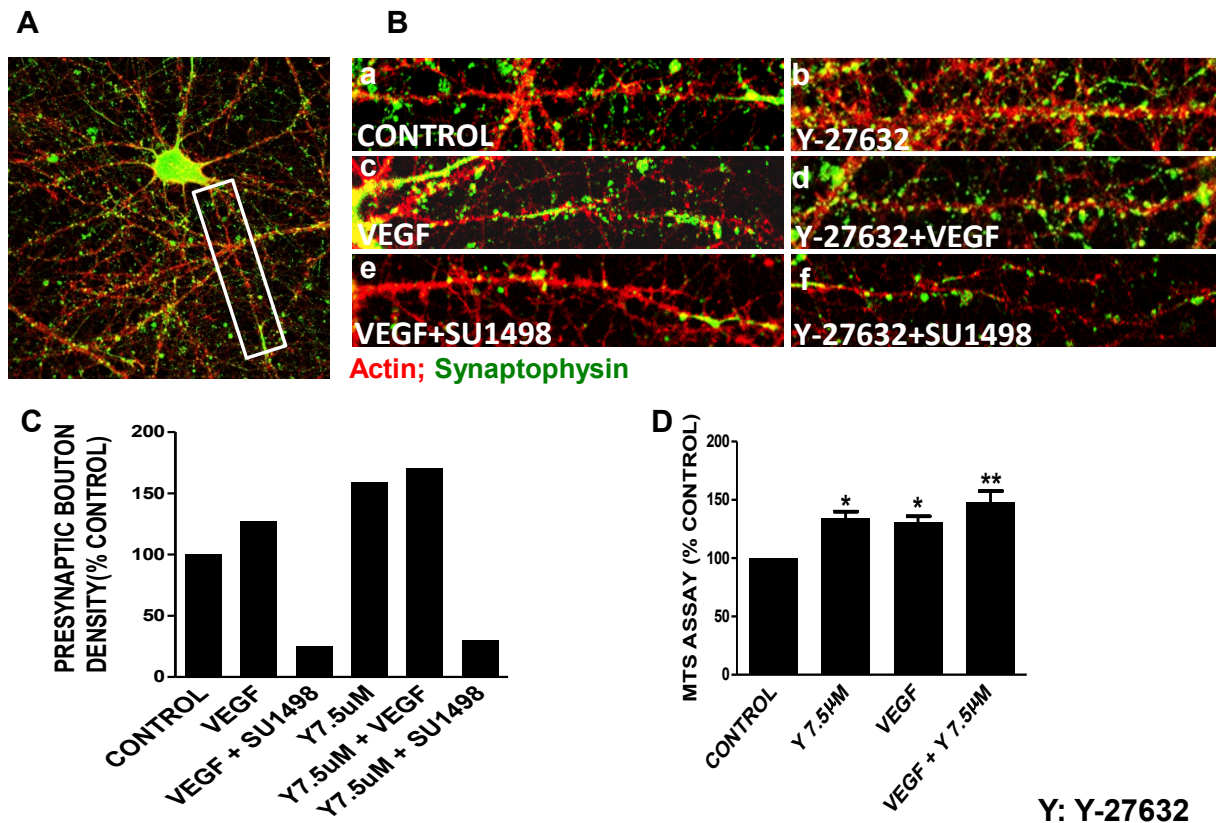 A
B
a
CONTROL
b
Y-27632
c
VEGF
d
Y-27632+VEGF
e
VEGF+SU1498
f
Y-27632+SU1498
Actin; Synaptophysin
C
PRESYNAPTIC BOUTON
DENSITY(% CONTROL)
200
150
100
50
0
CONTROL
VEGF
VEGF + SU1498
Y7.5uM
Y7.5uM + VEGF
Y7.5uM + SU1498
D
MTS ASSAY (% CONTROL)
200
150
100
50
0
*
*
**
CONTROL
Y 7.5µM
VEGF
VEGF + Y 7.5µM
Y: Y-27632